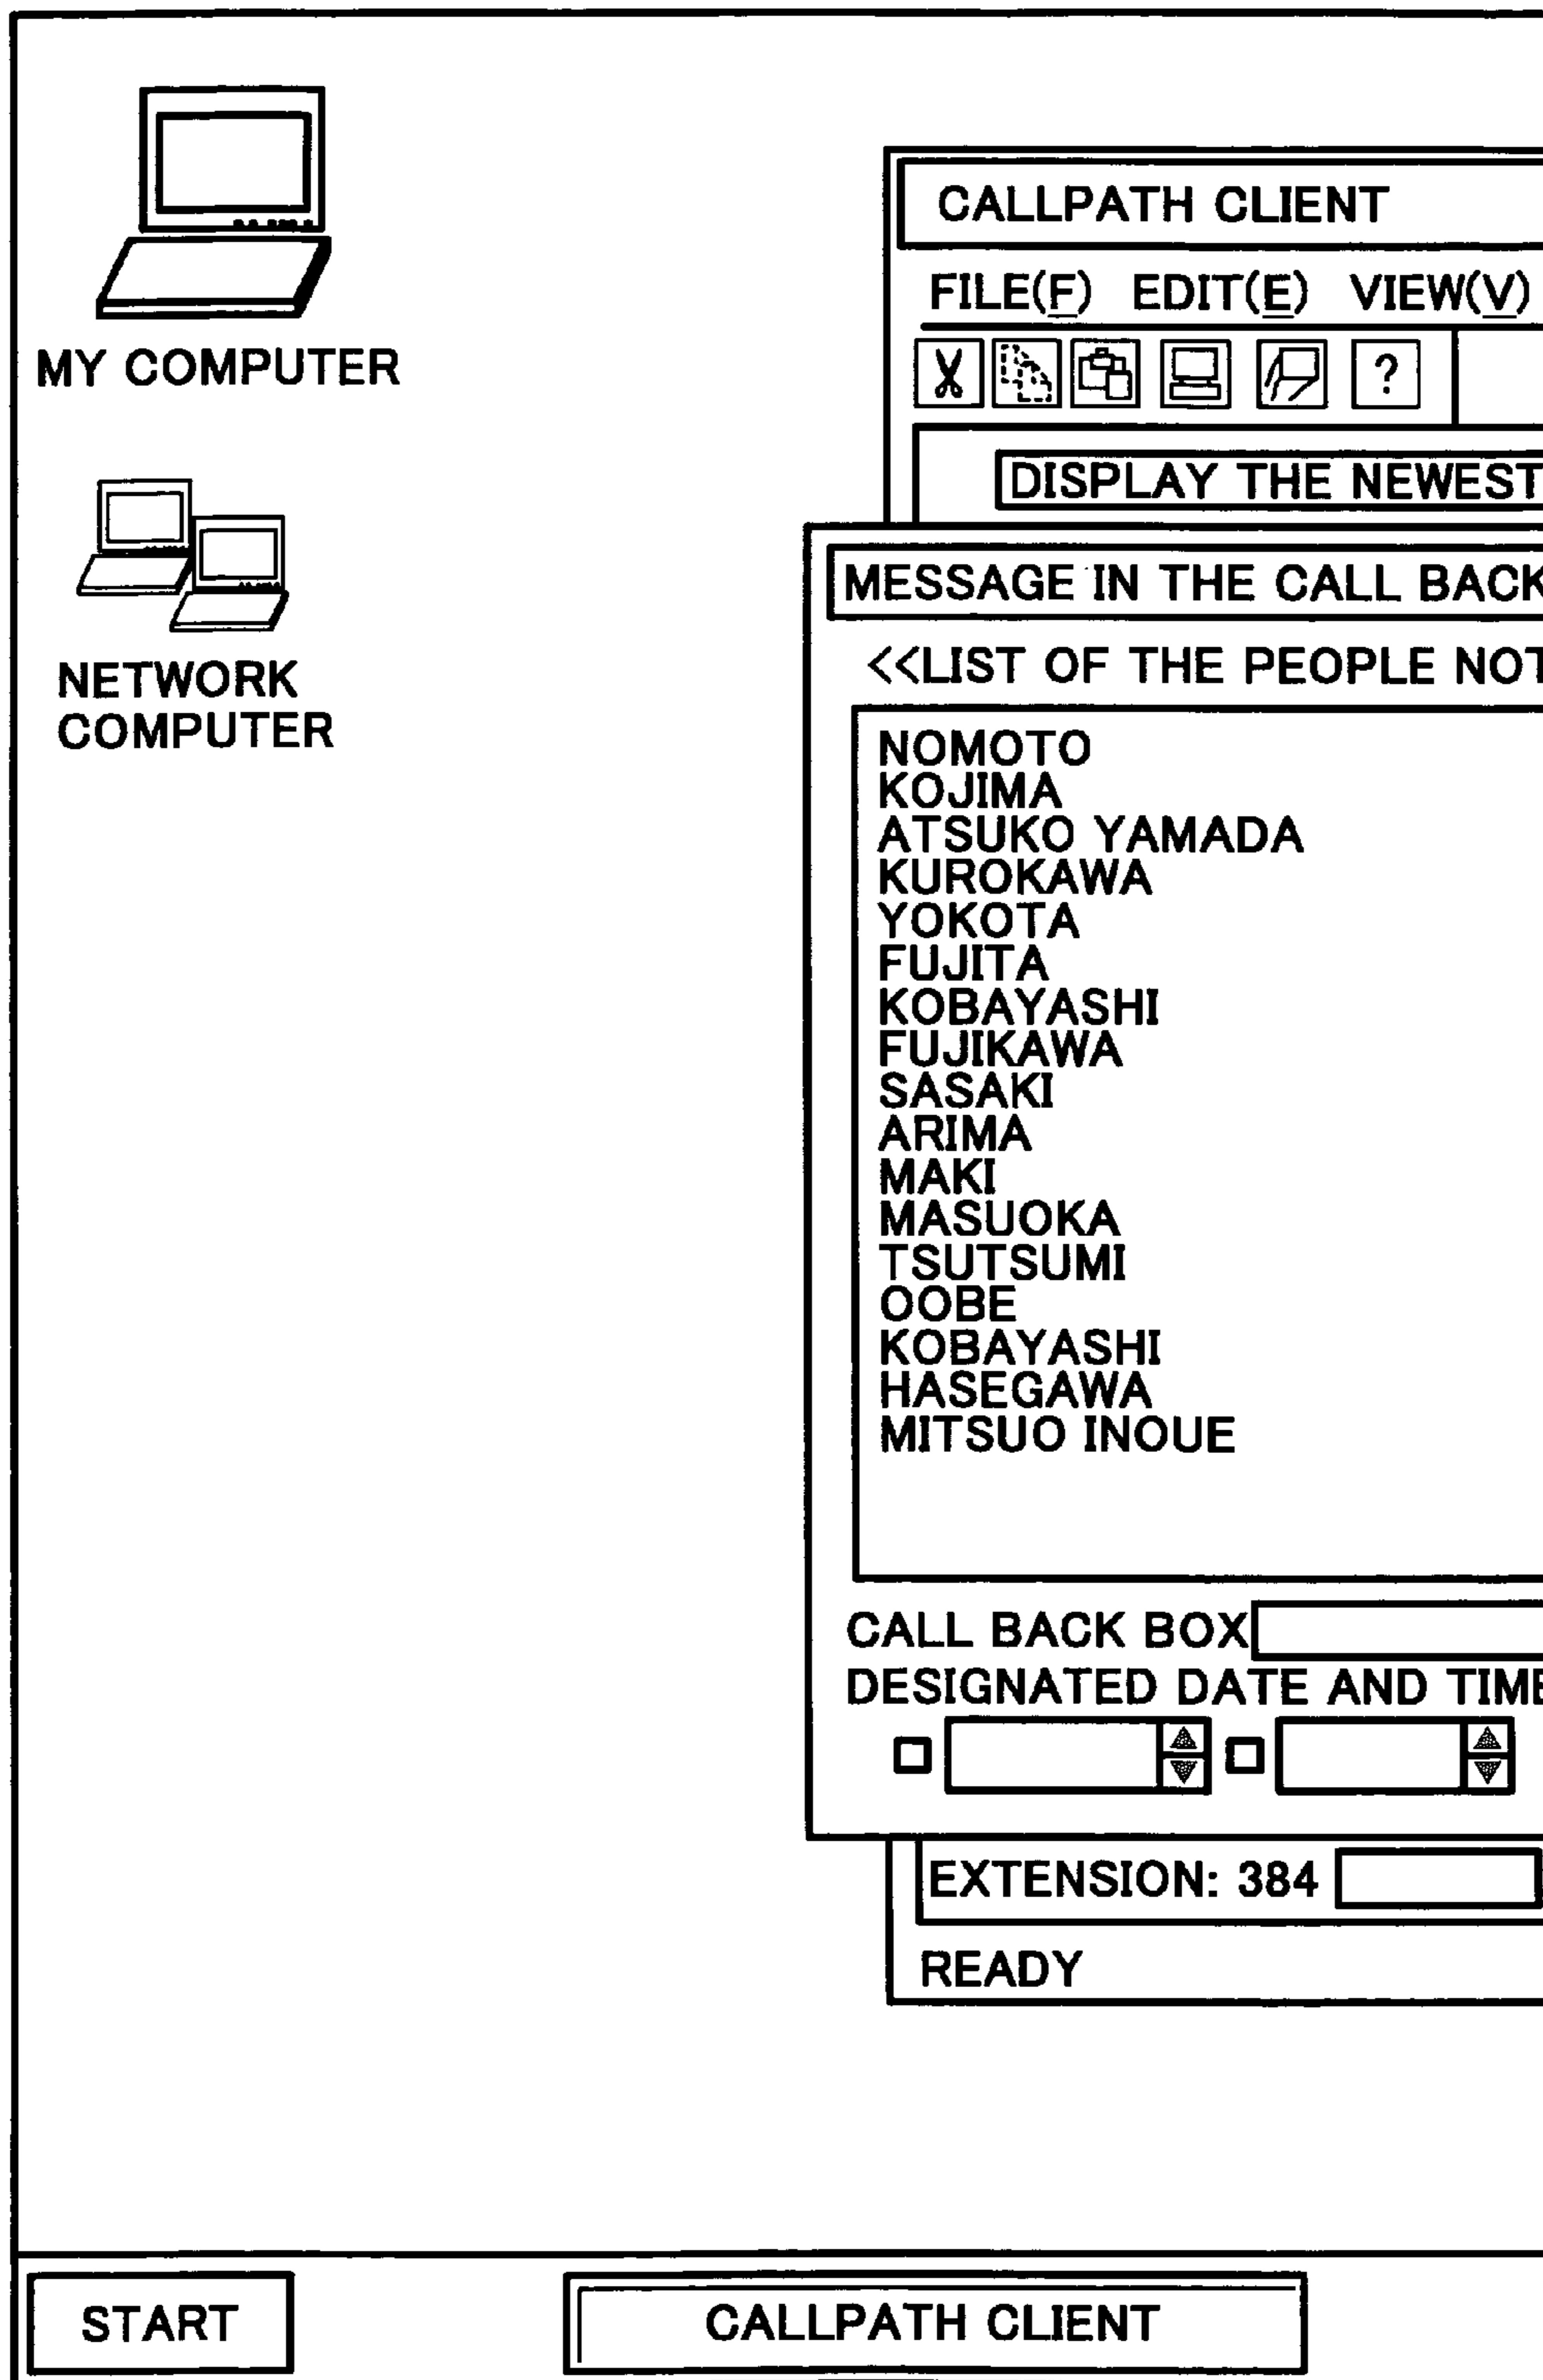 MY COMPUTER
NETWORK
COMPUTER
CALLPATH CLIENT
FILE(F) EDIT(E) VIEW(V)
?
DISPLAY THE NEWEST
MESSAGE IN THE CALL BACK
<<LIST OF THE PEOPLE NOT
NOMOTO
KOJIMA
ATSUKO YAMADA
KUROKAWA
YOKOTA
FUJITA
KOBAYASHI
FUJIKAWA
SASAKI
ARIMA
MAKI
MASUOKA
TSUTSUMI
OOBE
KOBAYASHI
HASEGAWA
MITSUO INOUE
CALL BACK BOX
DESIGNATED DATE AND TIME
EXTENSION: 384
READY
START
CALLPATH CLIENT